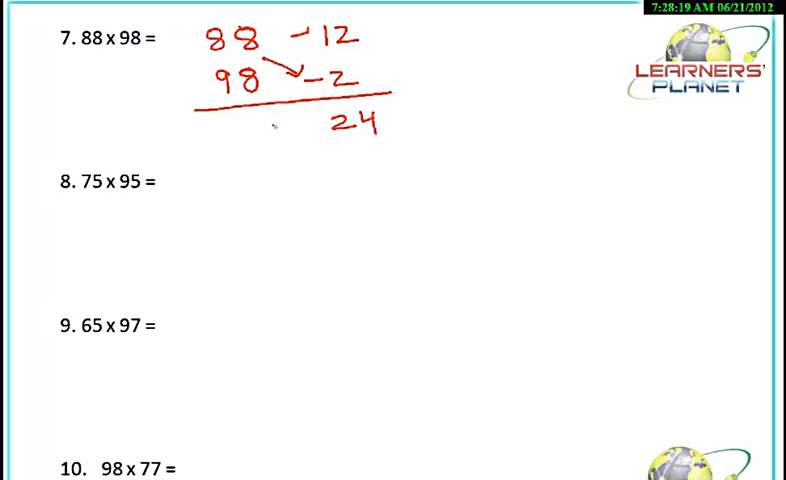 7:28:19 AM 06/21/2012
7. 88 x 98 = 88 - 12
98 - 2
24
LEARNERS'
PLANET
8. 75 x 95 =
9. 65 x 97 =
10. 98 x 77 =